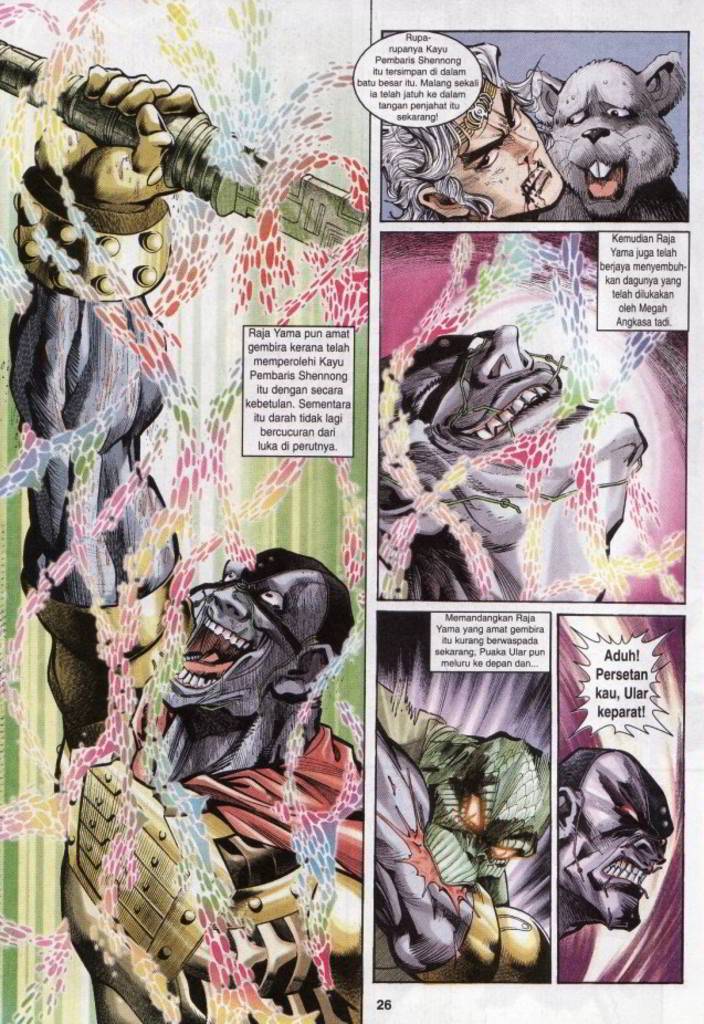 Raja Yama pun amat
gembira kerana telah
memperolehi Kayu
Pembaris Shennong
itu dengan secara
kebetulan. Sementara
itu darah tidak lagi
bercucuran dari
luka di perutnya.
Rupa-
rupanya Kayu
Pembaris Shennong
itu tersimpan di dalam
batu besar itu. Malang sekali
ia telah jatuh ke dalam
tangan penjahat itu
sekarang!
Kemudian Raja
Yama juga telah
berjaya menyembuh-
kan dagunya yang
telah dilukakan
oleh Megah
Angkasa tadi.
Memandangkan Raja
Yama yang amat gembira
itu kurang berwaspada
sekarang, Puaka Ular pun
meluru ke depan dan...
Aduh!
Persetan
kau, Ular
keparat!
26